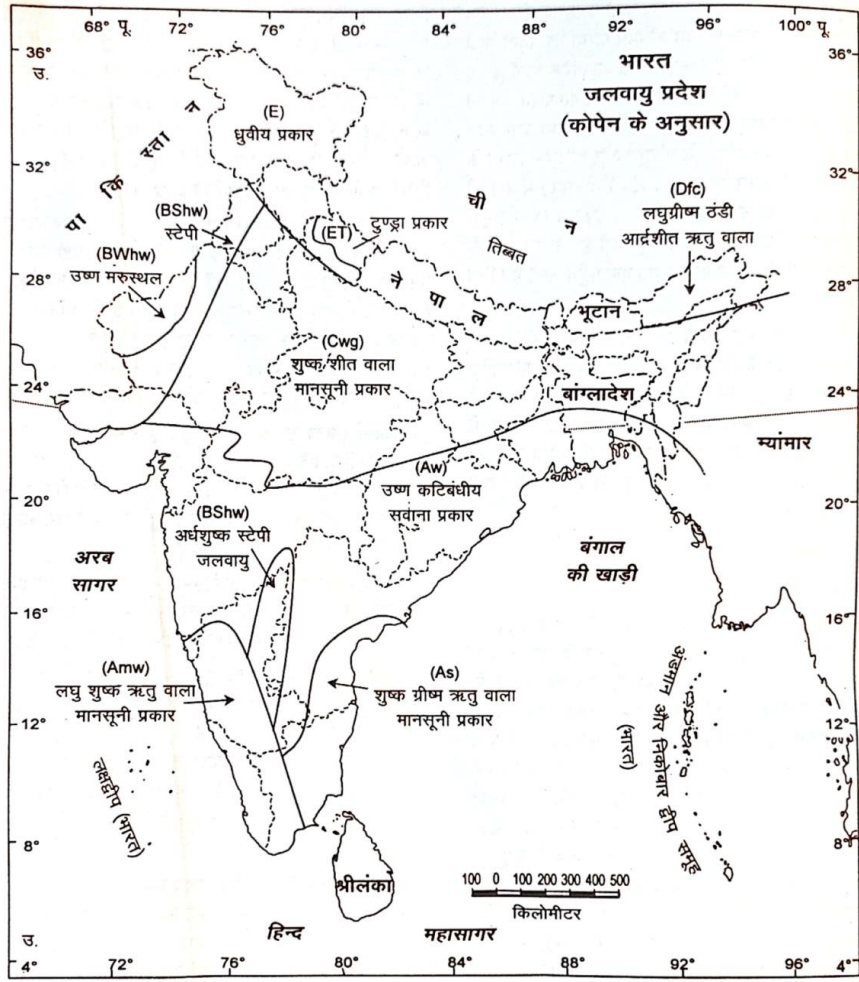 68° पू.
72°
76°
80°
84°
88°
92°
96°
100° पू.
36°
उ.
36°
उ.
भारत
जलवायु प्रदेश
(कोपेन के अनुसार)
(E)
ध्रुवीय प्रकार
पाकिस्तान
32°
32°
(BShw)
स्टेपी
(ET)
टुण्ड्रा प्रकार
चीन
तिब्बत
(Dfc)
लघुग्रीष्म ठंडी
आर्द्रशीत ऋतु वाला
(BWhw)
उष्ण मरुस्थल
28°
28°
नेपाल
भूटान
(Cwg)
शुष्क शीत वाला
मानसूनी प्रकार
24°
24°
बांग्लादेश
म्यांमार
(Aw)
उष्ण कटिबंधीय
सवाना प्रकार
20°
20°
(BShw)
अर्धशुष्क स्टेपी
जलवायु
अरब
सागर
बंगाल
की खाड़ी
16°
16°
(Amw)
लघु शुष्क ऋतु वाला
मानसूनी प्रकार
(As)
शुष्क ग्रीष्म ऋतु वाला
मानसूनी प्रकार
12°
12°
लक्षद्वीप (भारत)
अंडमान और निकोबार द्वीप समूह
(भारत)
8°
8°
श्रीलंका
100 0 100 200 300 400 500
किलोमीटर
हिन्द महासागर
उ.
4°
उ.
4°
72°
76°
80°
84°
88°
92°
96°